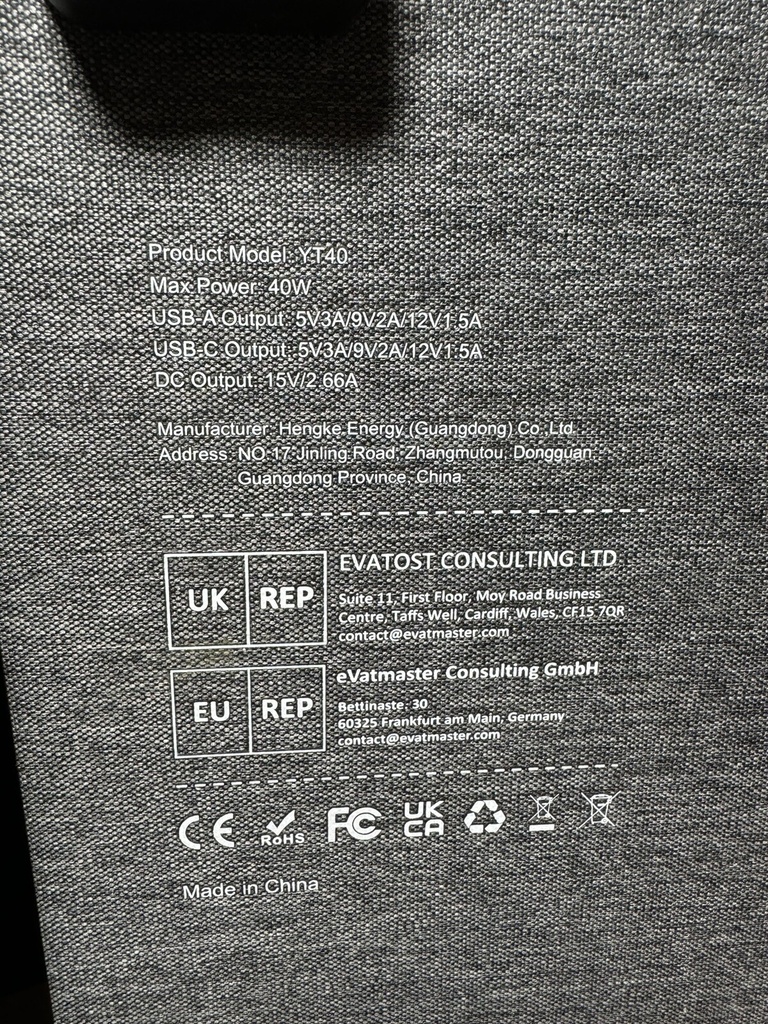 Product Model: YT40
Max Power: 40W
USB-A Output: 5V3A/9V2A/12V1.5A
USB-C Output: 5V3A/9V2A/12V1.5A
DC Output: 15V/2.66A
Manufacturer: Hengke Energy (Guangdong) Co.,Ltd.
Address: NO.17 Jinling Road, Zhangmutou, Dongguan,
Guangdong Province, China
UK REP
EVATOST CONSULTING LTD
Suite 11, First Floor, Moy Road Business
Centre, Taffs Well, Cardiff, Wales, CF15 7QR
contact@evatmaster.com
EU REP
eVatmaster Consulting GmbH
Bettinaste. 30
60325 Frankfurt am Main, Germany
contact@evatmaster.com
CE RoHS FC UK CA
Made in China